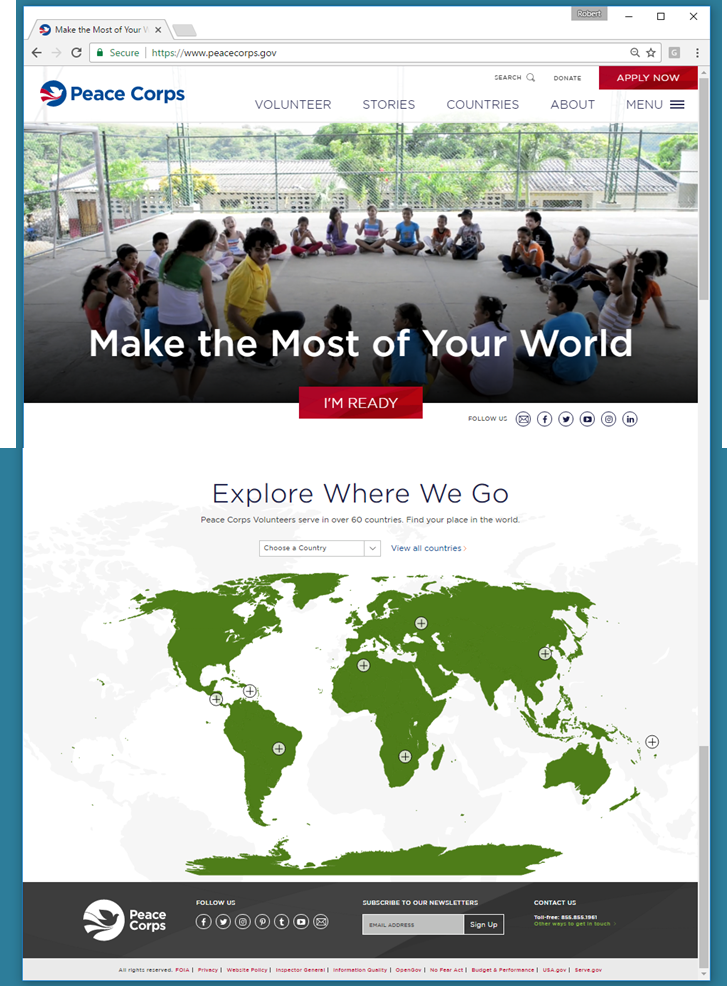 Robert
Make the Most of Your W
Secure | https://www.peacecorps.gov
SEARCH DONATE APPLY NOW
Peace Corps
VOLUNTEER STORIES COUNTRIES ABOUT MENU
Make the Most of Your World
I'M READY
FOLLOW US
Explore Where We Go
Peace Corps Volunteers serve in over 60 countries. Find your place in the world.
Choose a Country View all countries >
FOLLOW US SUBSCRIBE TO OUR NEWSLETTERS CONTACT US
Peace
Corps
EMAIL ADDRESS Sign Up
Toll-free: 855.855.1961
Other ways to get in touch >
All rights reserved. FOIA | Privacy | Website Policy | Inspector General | Information Quality | OpenGov | No Fear Act | Budget & Performance | USA.gov | Serve.gov